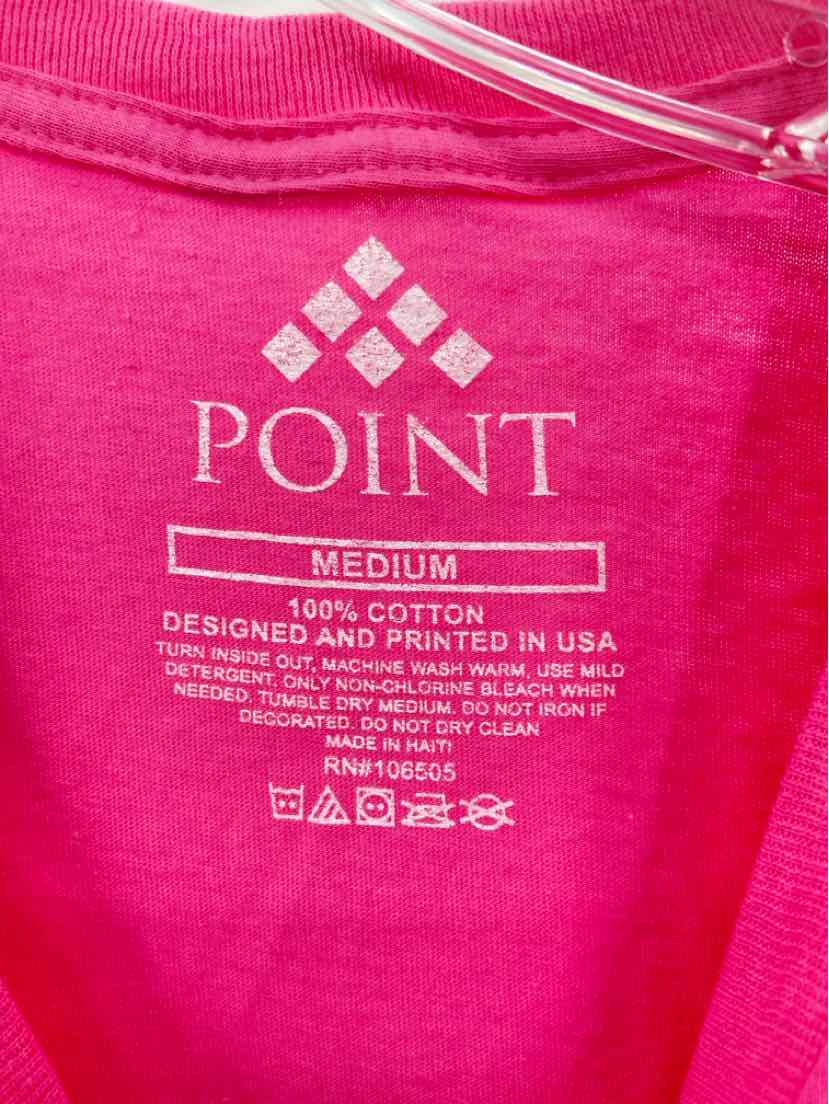 POINT
MEDIUM
100% COTTON
DESIGNED AND PRINTED IN USA
TURN INSIDE OUT, MACHINE WASH WARM, USE MILD
DETERGENT. ONLY NON-CHLORINE BLEACH WHEN
NEEDED. TUMBLE DRY MEDIUM. DO NOT IRON IF
DECORATED. DO NOT DRY CLEAN
MADE IN HAITI
RN#106505